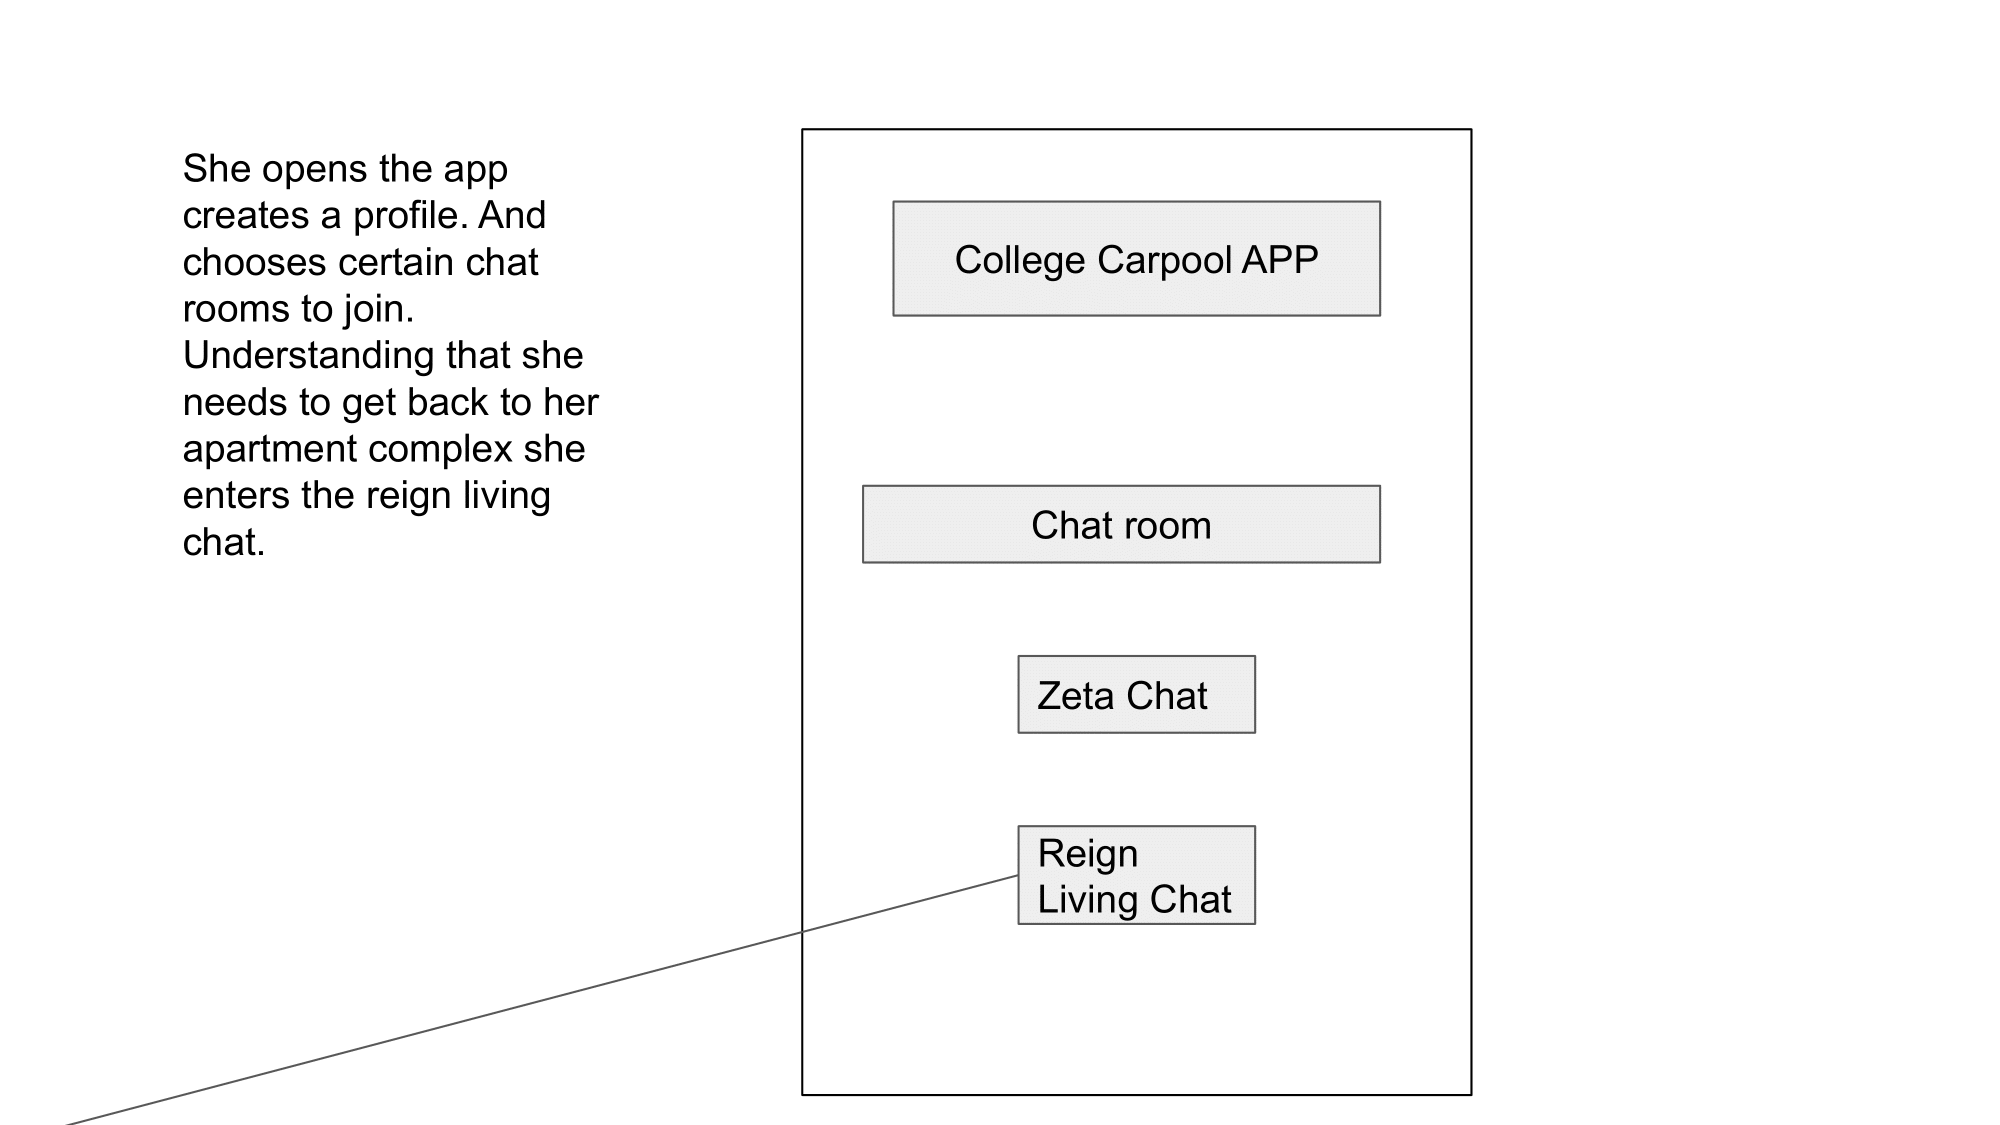 She opens the app
creates a profile. And
chooses certain chat
rooms to join.
Understanding that she
needs to get back to her
apartment complex she
enters the reign living
chat.
College Carpool APP
Chat room
Zeta Chat
Reign
Living Chat